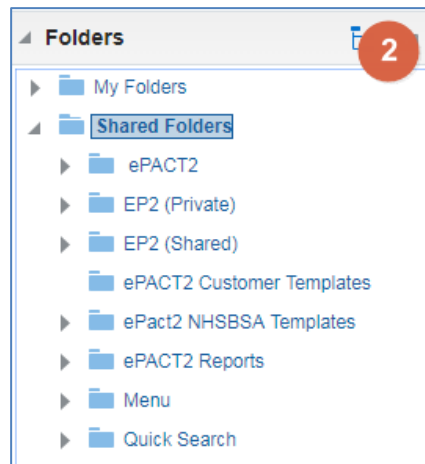 Folders
2
My Folders
Shared Folders
ePACT2
EP2 (Private)
EP2 (Shared)
ePACT2 Customer Templates
ePact2 NHSBSA Templates
ePACT2 Reports
Menu
Quick Search